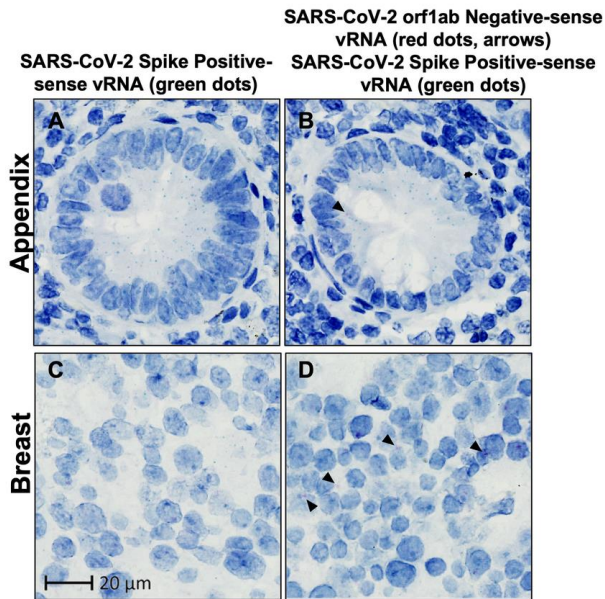 SARS-CoV-2 Spike Positive-
sense vRNA (green dots)
SARS-CoV-2 orf1ab Negative-sense
vRNA (red dots, arrows)
SARS-CoV-2 Spike Positive-sense
vRNA (green dots)
Appendix
A
B
Breast
C
D
20 µm